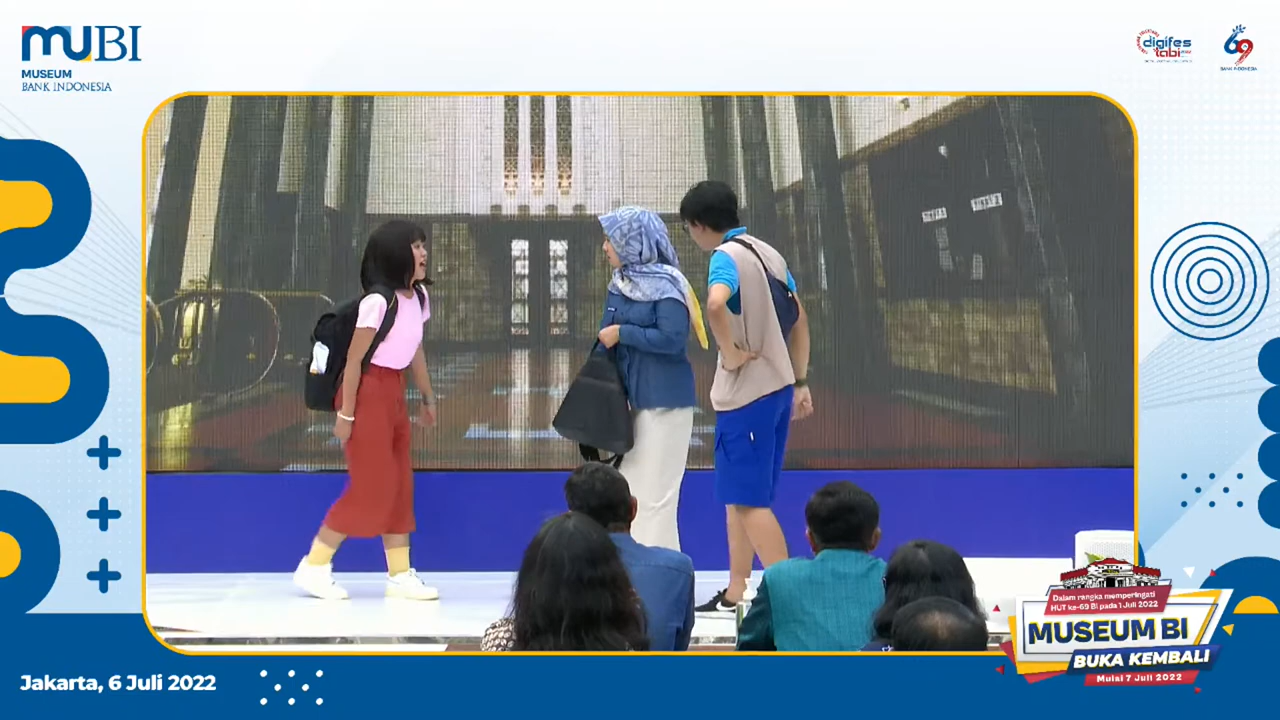 muBI
MUSEUM
BANK INDONESIA
digifes
tabi
69
BANK INDONESIA
Dalam rangka memperingati
HUT ke-69 BI pada 1 Juli 2022
MUSEUM BI
BUKA KEMBALI
Mulai 7 Juli 2022
Jakarta, 6 Juli 2022